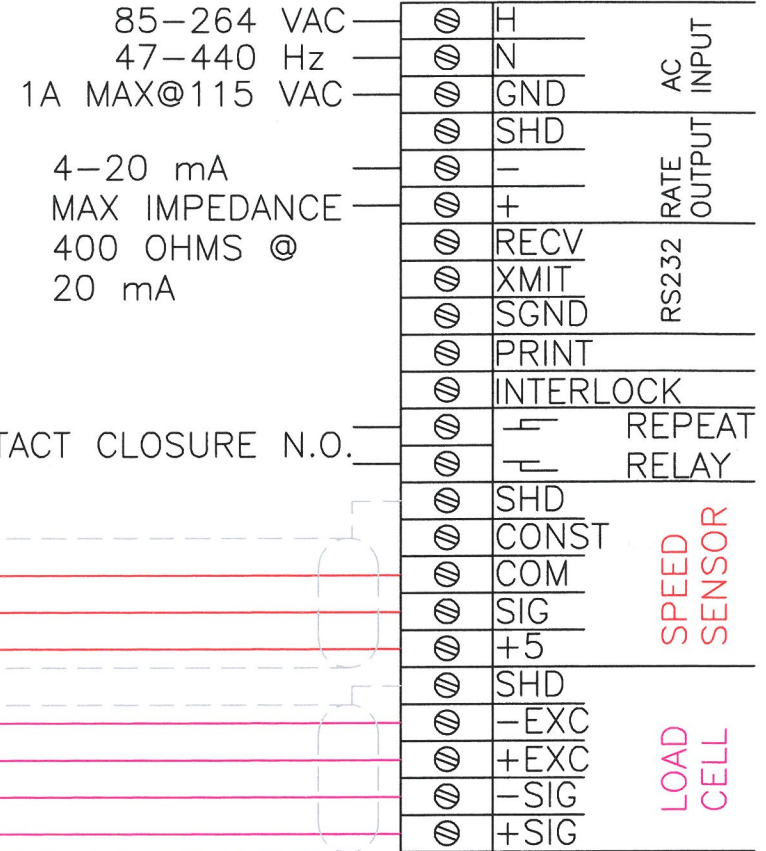 85-264 VAC
47-440 Hz
1A MAX@115 VAC
4-20 mA
MAX IMPEDANCE
400 OHMS @
20 mA
TACT CLOSURE N.O.
H
N
GND
AC
INPUT
SHD
-
+
RATE
OUTPUT
RECV
XMIT
SGND
RS232
PRINT
INTERLOCK
REPEAT
RELAY
SHD
CONST
COM
SIG
+5
SPEED
SENSOR
SHD
-EXC
+EXC
-SIG
+SIG
LOAD
CELL